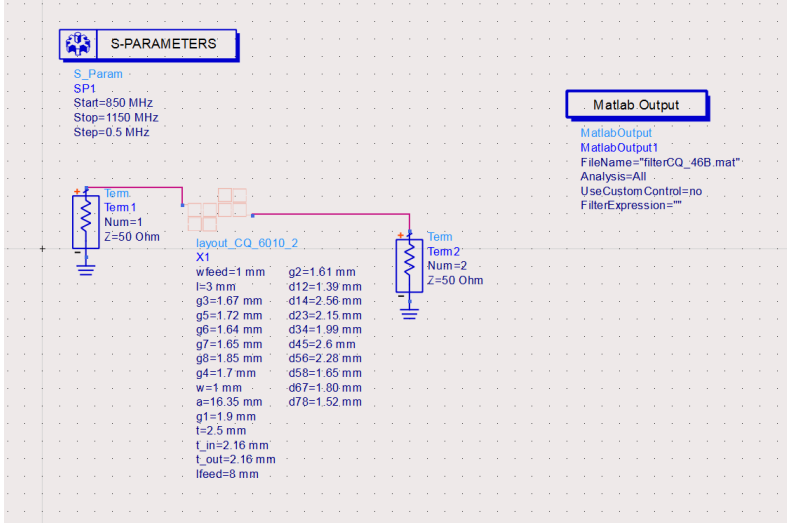 S-PARAMETERS
S_Param
SP1
Start=850 MHz
Stop=1150 MHz
Step=0.5 MHz
Matlab Output
MatlabOutput
MatlabOutput1
FileName="filterCQ_46B.mat"
Analysis=All
UseCustomControl=no
FilterExpression=""
+
Term
Term1
Num=1
Z=50 Ohm
-
+
Term
Term2
Num=2
Z=50 Ohm
-
layout_CQ_6010_2
X1
wfeed=1 mm g2=1.61 mm
l=3 mm d12=1.39 mm
g3=1.67 mm d14=2.56 mm
g5=1.72 mm d23=2.15 mm
g6=1.64 mm d34=1.99 mm
g7=1.65 mm d45=2.6 mm
g8=1.85 mm d56=2.28 mm
g4=1.7 mm d58=1.65 mm
w=1 mm d67=1.80 mm
a=16.35 mm d78=1.52 mm
g1=1.9 mm
t=2.5 mm
t_in=2.16 mm
t_out=2.16 mm
lfeed=8 mm